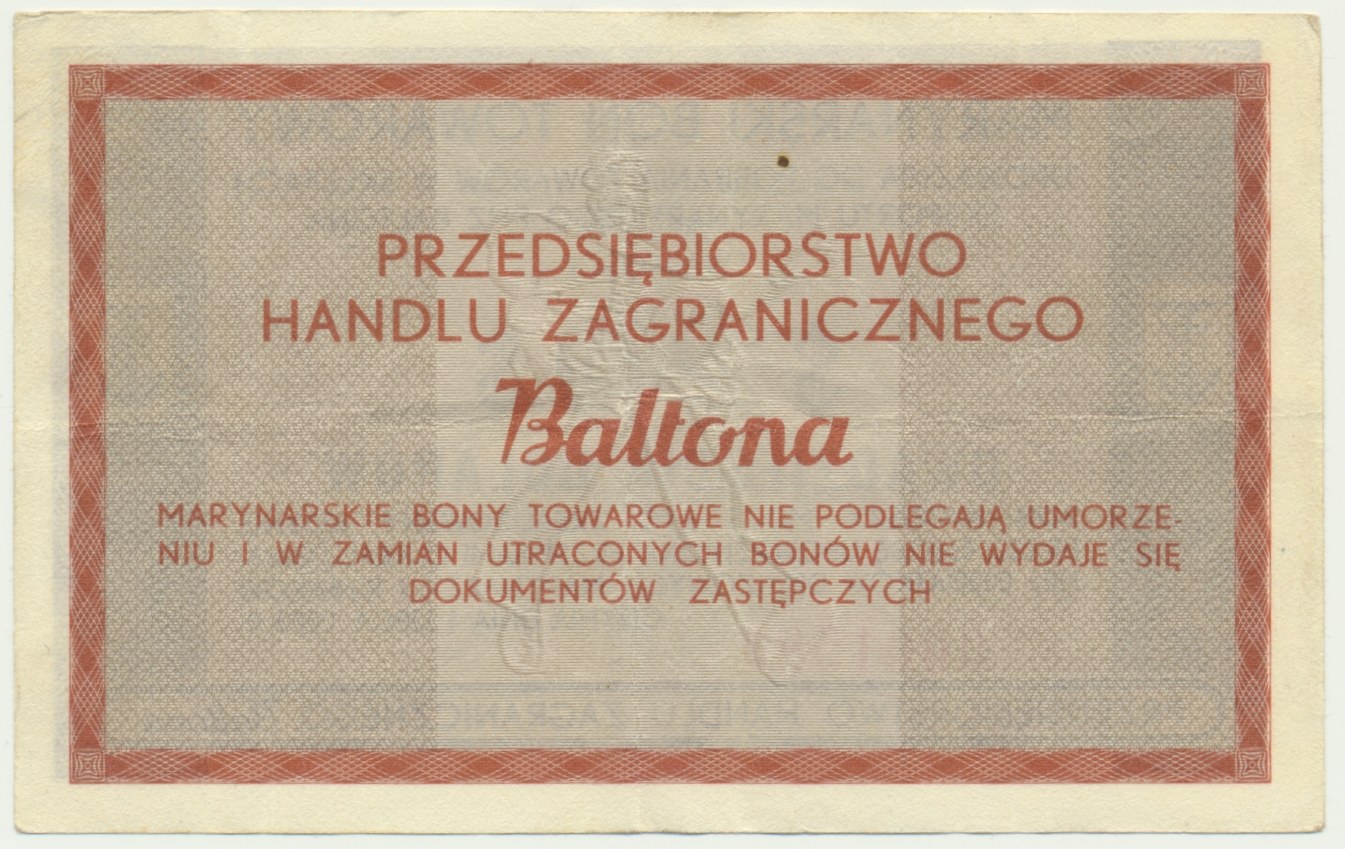 PRZEDSIĘBIORSTWO
HANDLU ZAGRANICZNEGO
Baltona
MARYNARSKIE BONY TOWAROWE NIE PODLEGAJĄ UMORZE-
NIU I W ZAMIAN UTRACONYCH BONÓW NIE WYDAJE SIĘ
DOKUMENTÓW ZASTĘPCZYCH